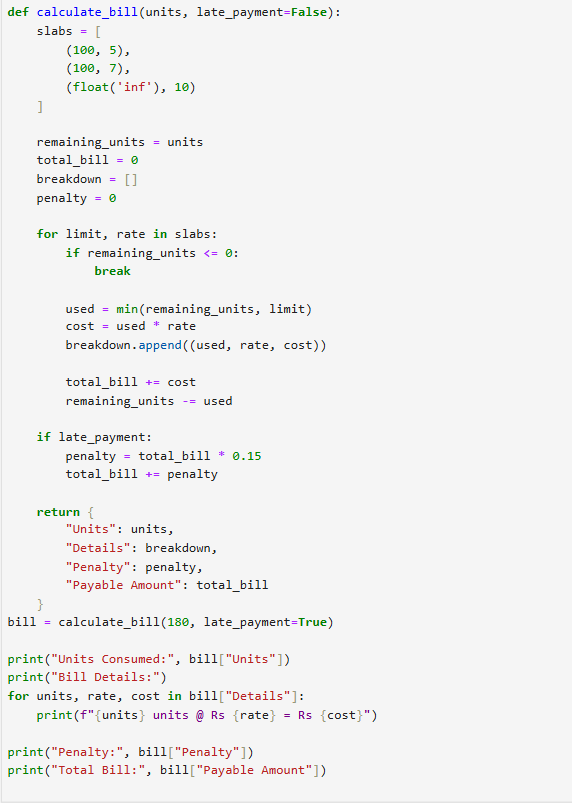 def calculate_bill(units, late_payment=False):
    slabs = [
        (100, 5),
        (100, 7),
        (float('inf'), 10)
    ]

    remaining_units = units
    total_bill = 0
    breakdown = []
    penalty = 0

    for limit, rate in slabs:
        if remaining_units <= 0:
            break

        used = min(remaining_units, limit)
        cost = used * rate
        breakdown.append((used, rate, cost))

        total_bill += cost
        remaining_units -= used

    if late_payment:
        penalty = total_bill * 0.15
        total_bill += penalty

    return {
        "Units": units,
        "Details": breakdown,
        "Penalty": penalty,
        "Payable Amount": total_bill
    }
bill = calculate_bill(180, late_payment=True)

print("Units Consumed:", bill["Units"])
print("Bill Details:")
for units, rate, cost in bill["Details"]:
    print(f"{units} units @ Rs {rate} = Rs {cost}")

print("Penalty:", bill["Penalty"])
print("Total Bill:", bill["Payable Amount"])